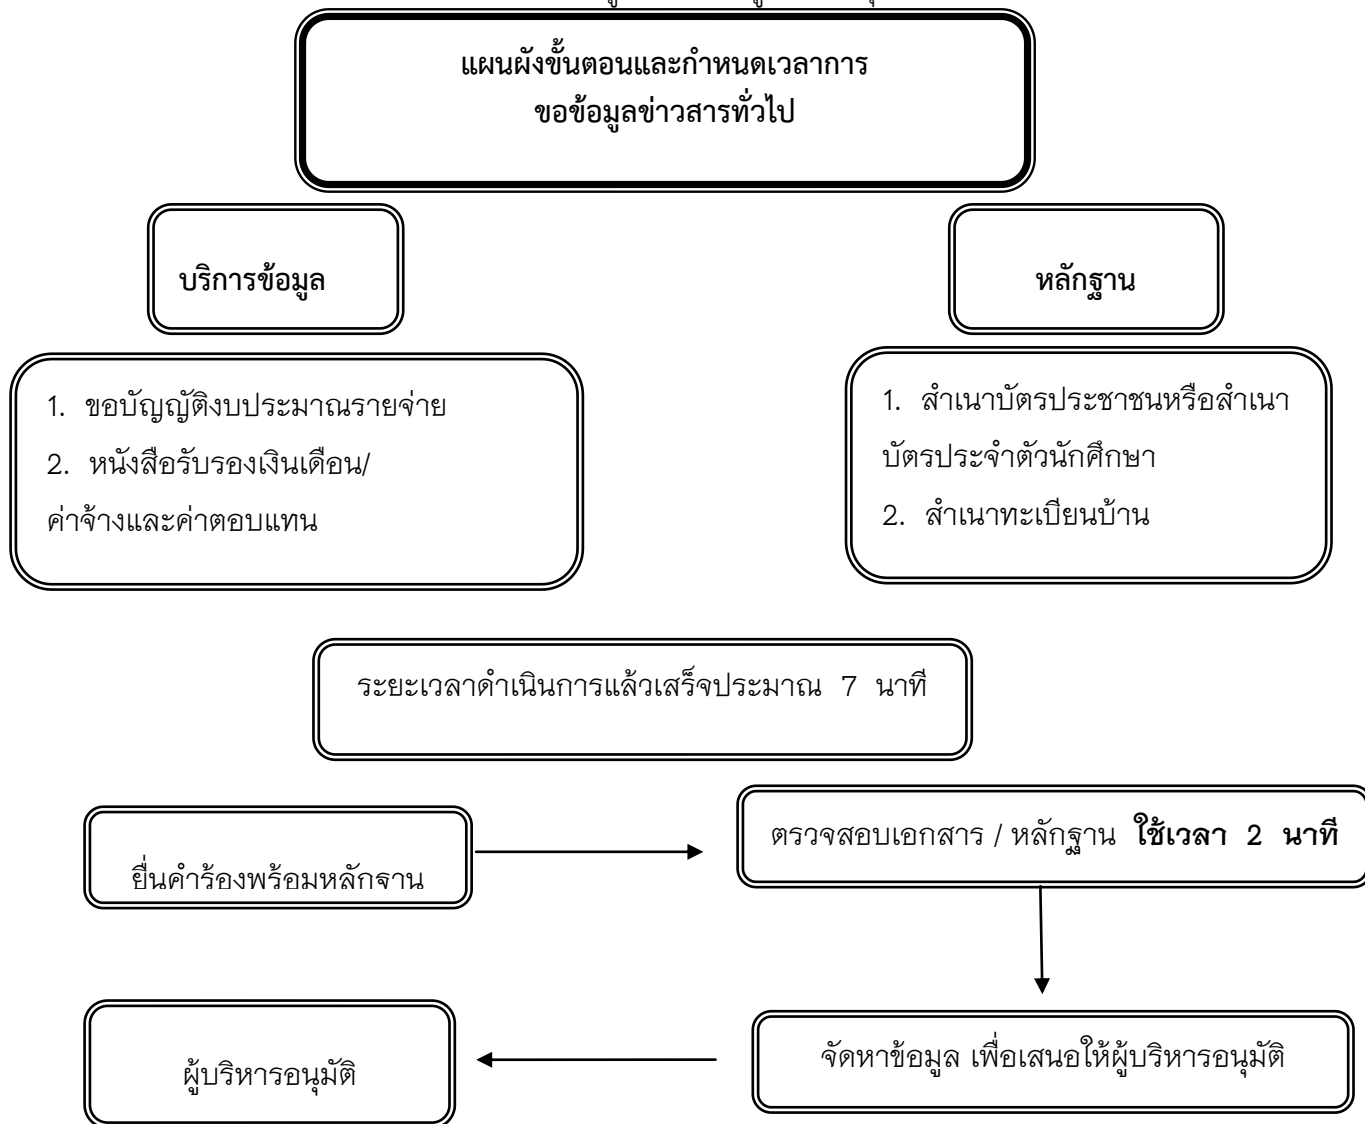 แผนผังขั้นตอนและกำหนดเวลาการ
ขอข้อมูลข่าวสารทั่วไป
บริการข้อมูล
หลักฐาน
1. ขอบัญญัติงบประมาณรายจ่าย
2. หนังสือรับรองเงินเดือน/
ค่าจ้างและค่าตอบแทน
1. สำเนาบัตรประชาชนหรือสำเนา
บัตรประจำตัวนักศึกษา
2. สำเนาทะเบียนบ้าน
ระยะเวลาดำเนินการแล้วเสร็จประมาณ 7 นาที
ยื่นคำร้องพร้อมหลักจาน
ตรวจสอบเอกสาร / หลักฐาน ใช้เวลา 2 นาที
จัดหาข้อมูล เพื่อเสนอให้ผู้บริหารอนุมัติ
ผู้บริหารอนุมัติ